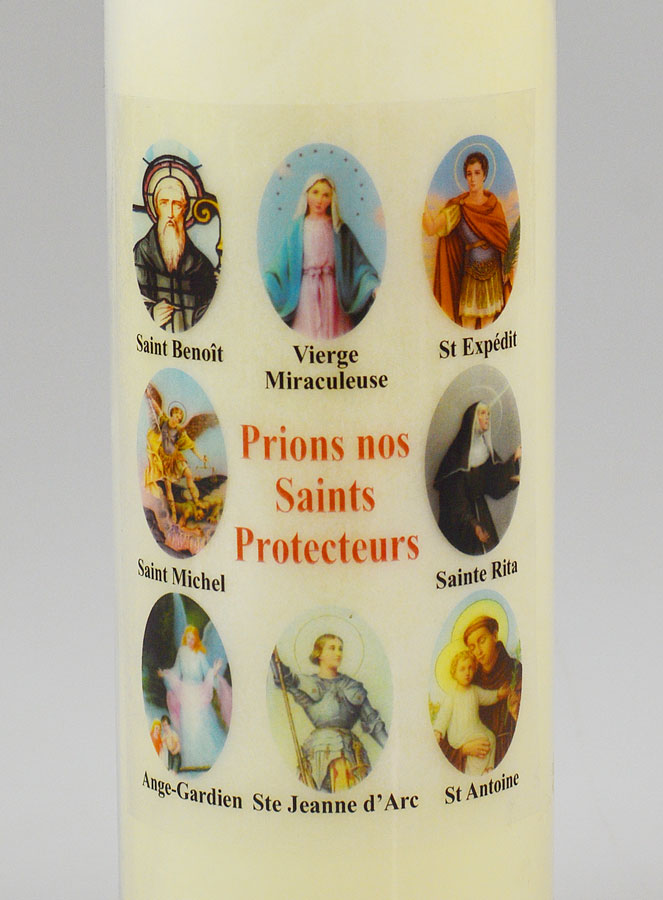 Saint Benoît
Vierge
Miraculeuse
St Expédit
Prions nos
Saints
Protecteurs
Saint Michel
Sainte Rita
Ange-Gardien
Ste Jeanne d'Arc
St Antoine